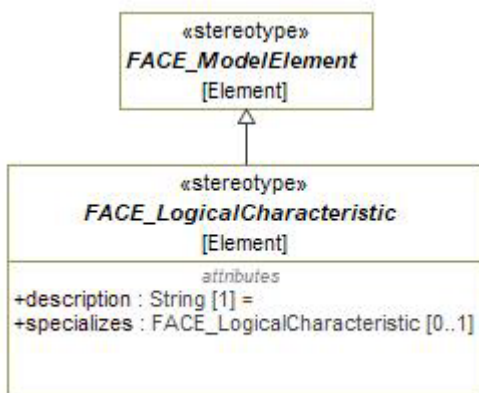 «stereotype»
FACE_ModelElement
[Element]
«stereotype»
FACE_LogicalCharacteristic
[Element]
attributes
+description : String [1] =
+specializes : FACE_LogicalCharacteristic [0..1]